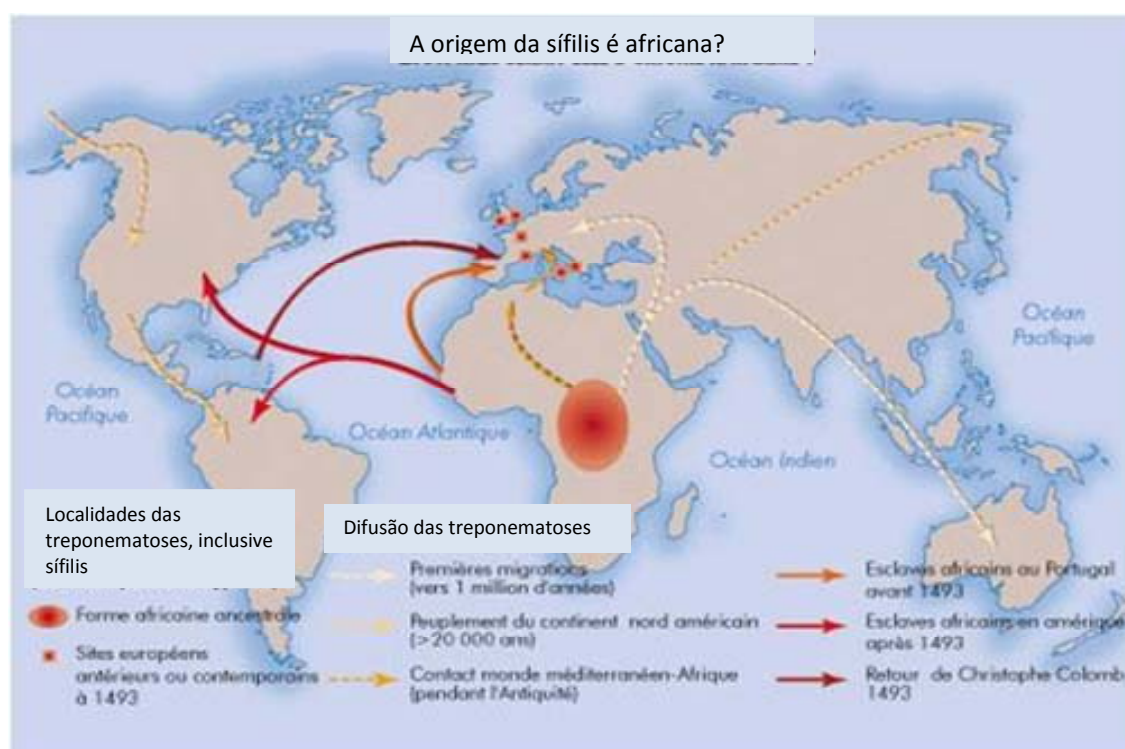 A origem da sífilis é africana?
Océan
Pacifique
Océan Atlantique
Océan Indien
Océan
Pacifique
Localidades das
treponematoses, inclusive
sífilis
Forme africaine ancestrale
Sites européens
antérieurs ou contemporains
à 1493
Difusão das treponematoses
Premières migrations
(vers 1 million d'années)
Peuplement du continent nord américain
(>20 000 ans)
Contact monde méditerranéen-Afrique
(pendant l'Antiquité)
Esclaves africains au Portugal
avant 1493
Esclaves africains en amérique
après 1493
Retour de Christophe Colomb
1493